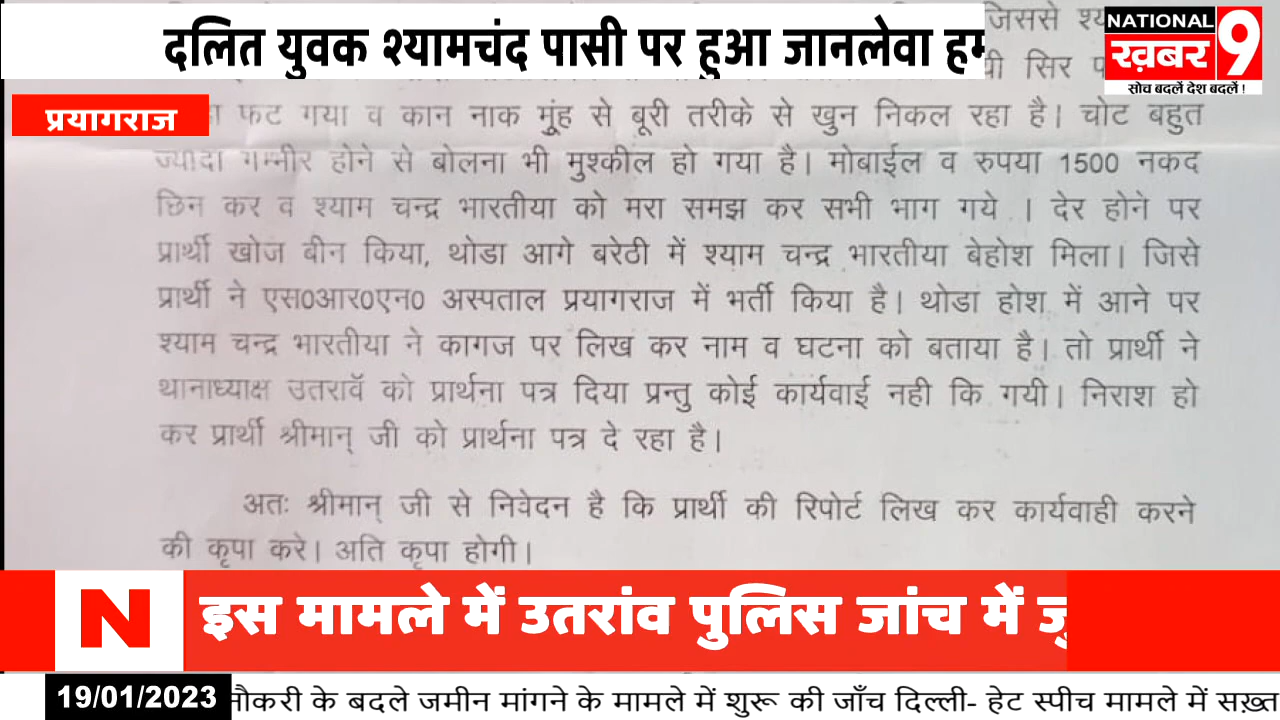 दलित युवक श्यामचंद पासी पर हुआ जानलेवा
जिससे
NATIONAL
ख़बर 9
सोच बदलें देश बदलें !
सिर
प्रयागराज
फट गया व कान नाक मुंह से बूरी तरीके से खुन निकल रहा है। चोट बहुत
ज्यादा गम्भीर होने से बोलना भी मुश्कील हो गया है। मोबाईल व रुपया 1500 नकद
छिन कर व श्याम चन्द्र भारतीया को मरा समझ कर सभी भाग गये । देर होने पर
प्रार्थी खोज बीन किया, थोडा आगे बरेठी में श्याम चन्द्र भारतीया बेहोश मिला। जिसे
प्रार्थी ने एस0आर0एन0 अस्पताल प्रयागराज में भर्ती किया है। थोडा होश में आने पर
श्याम चन्द्र भारतीया ने कागज पर लिख कर नाम व घटना को बताया है। तो प्रार्थी ने
थानाध्यक्ष उतरावॅ को प्रार्थना पत्र दिया प्रन्तु कोई कार्यवाई नही कि गयी। निराश हो
कर प्रार्थी श्रीमान् जी को प्रार्थना पत्र दे रहा है।
अतः श्रीमान् जी से निवेदन है कि प्रार्थी की रिपोर्ट लिख कर कार्यवाही करने
की कृपा करे। अति कृपा होगी।
N इस मामले में उतरांव पुलिस जांच में
19/01/2023 नौकरी के बदले जमीन मांगने के मामले में शुरू की जाँच दिल्ली- हेट स्पीच मामले में सख़्त